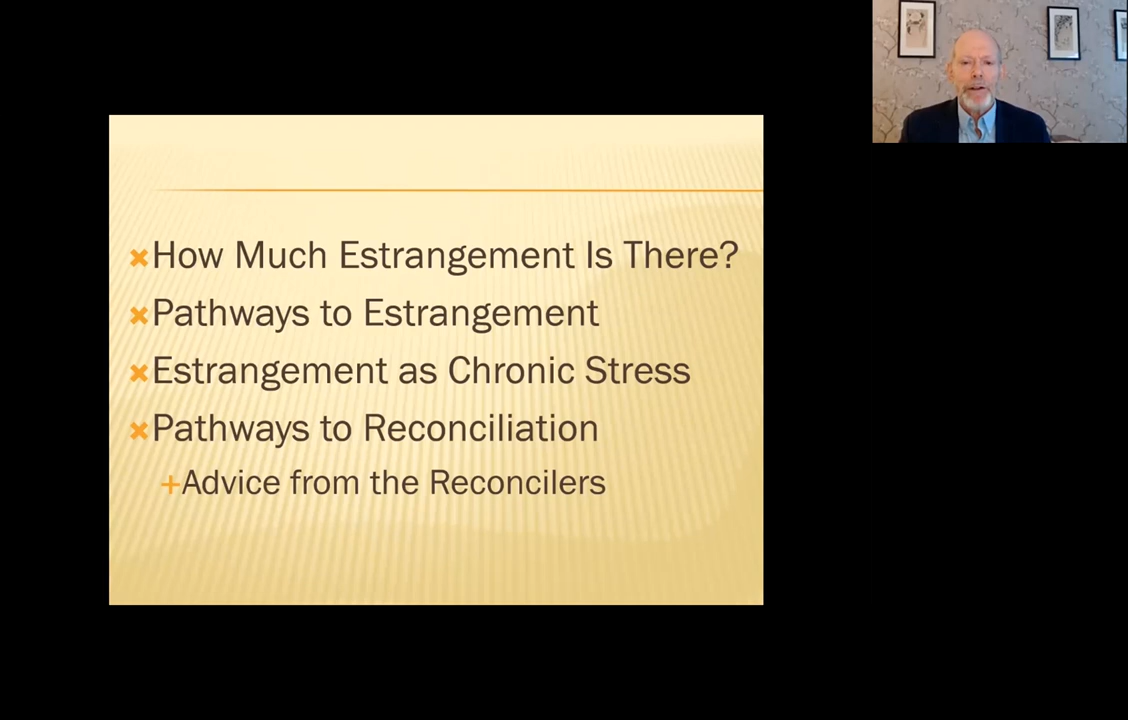 How Much Estrangement Is There?
Pathways to Estrangement
Estrangement as Chronic Stress
Pathways to Reconciliation
Advice from the Reconcilers